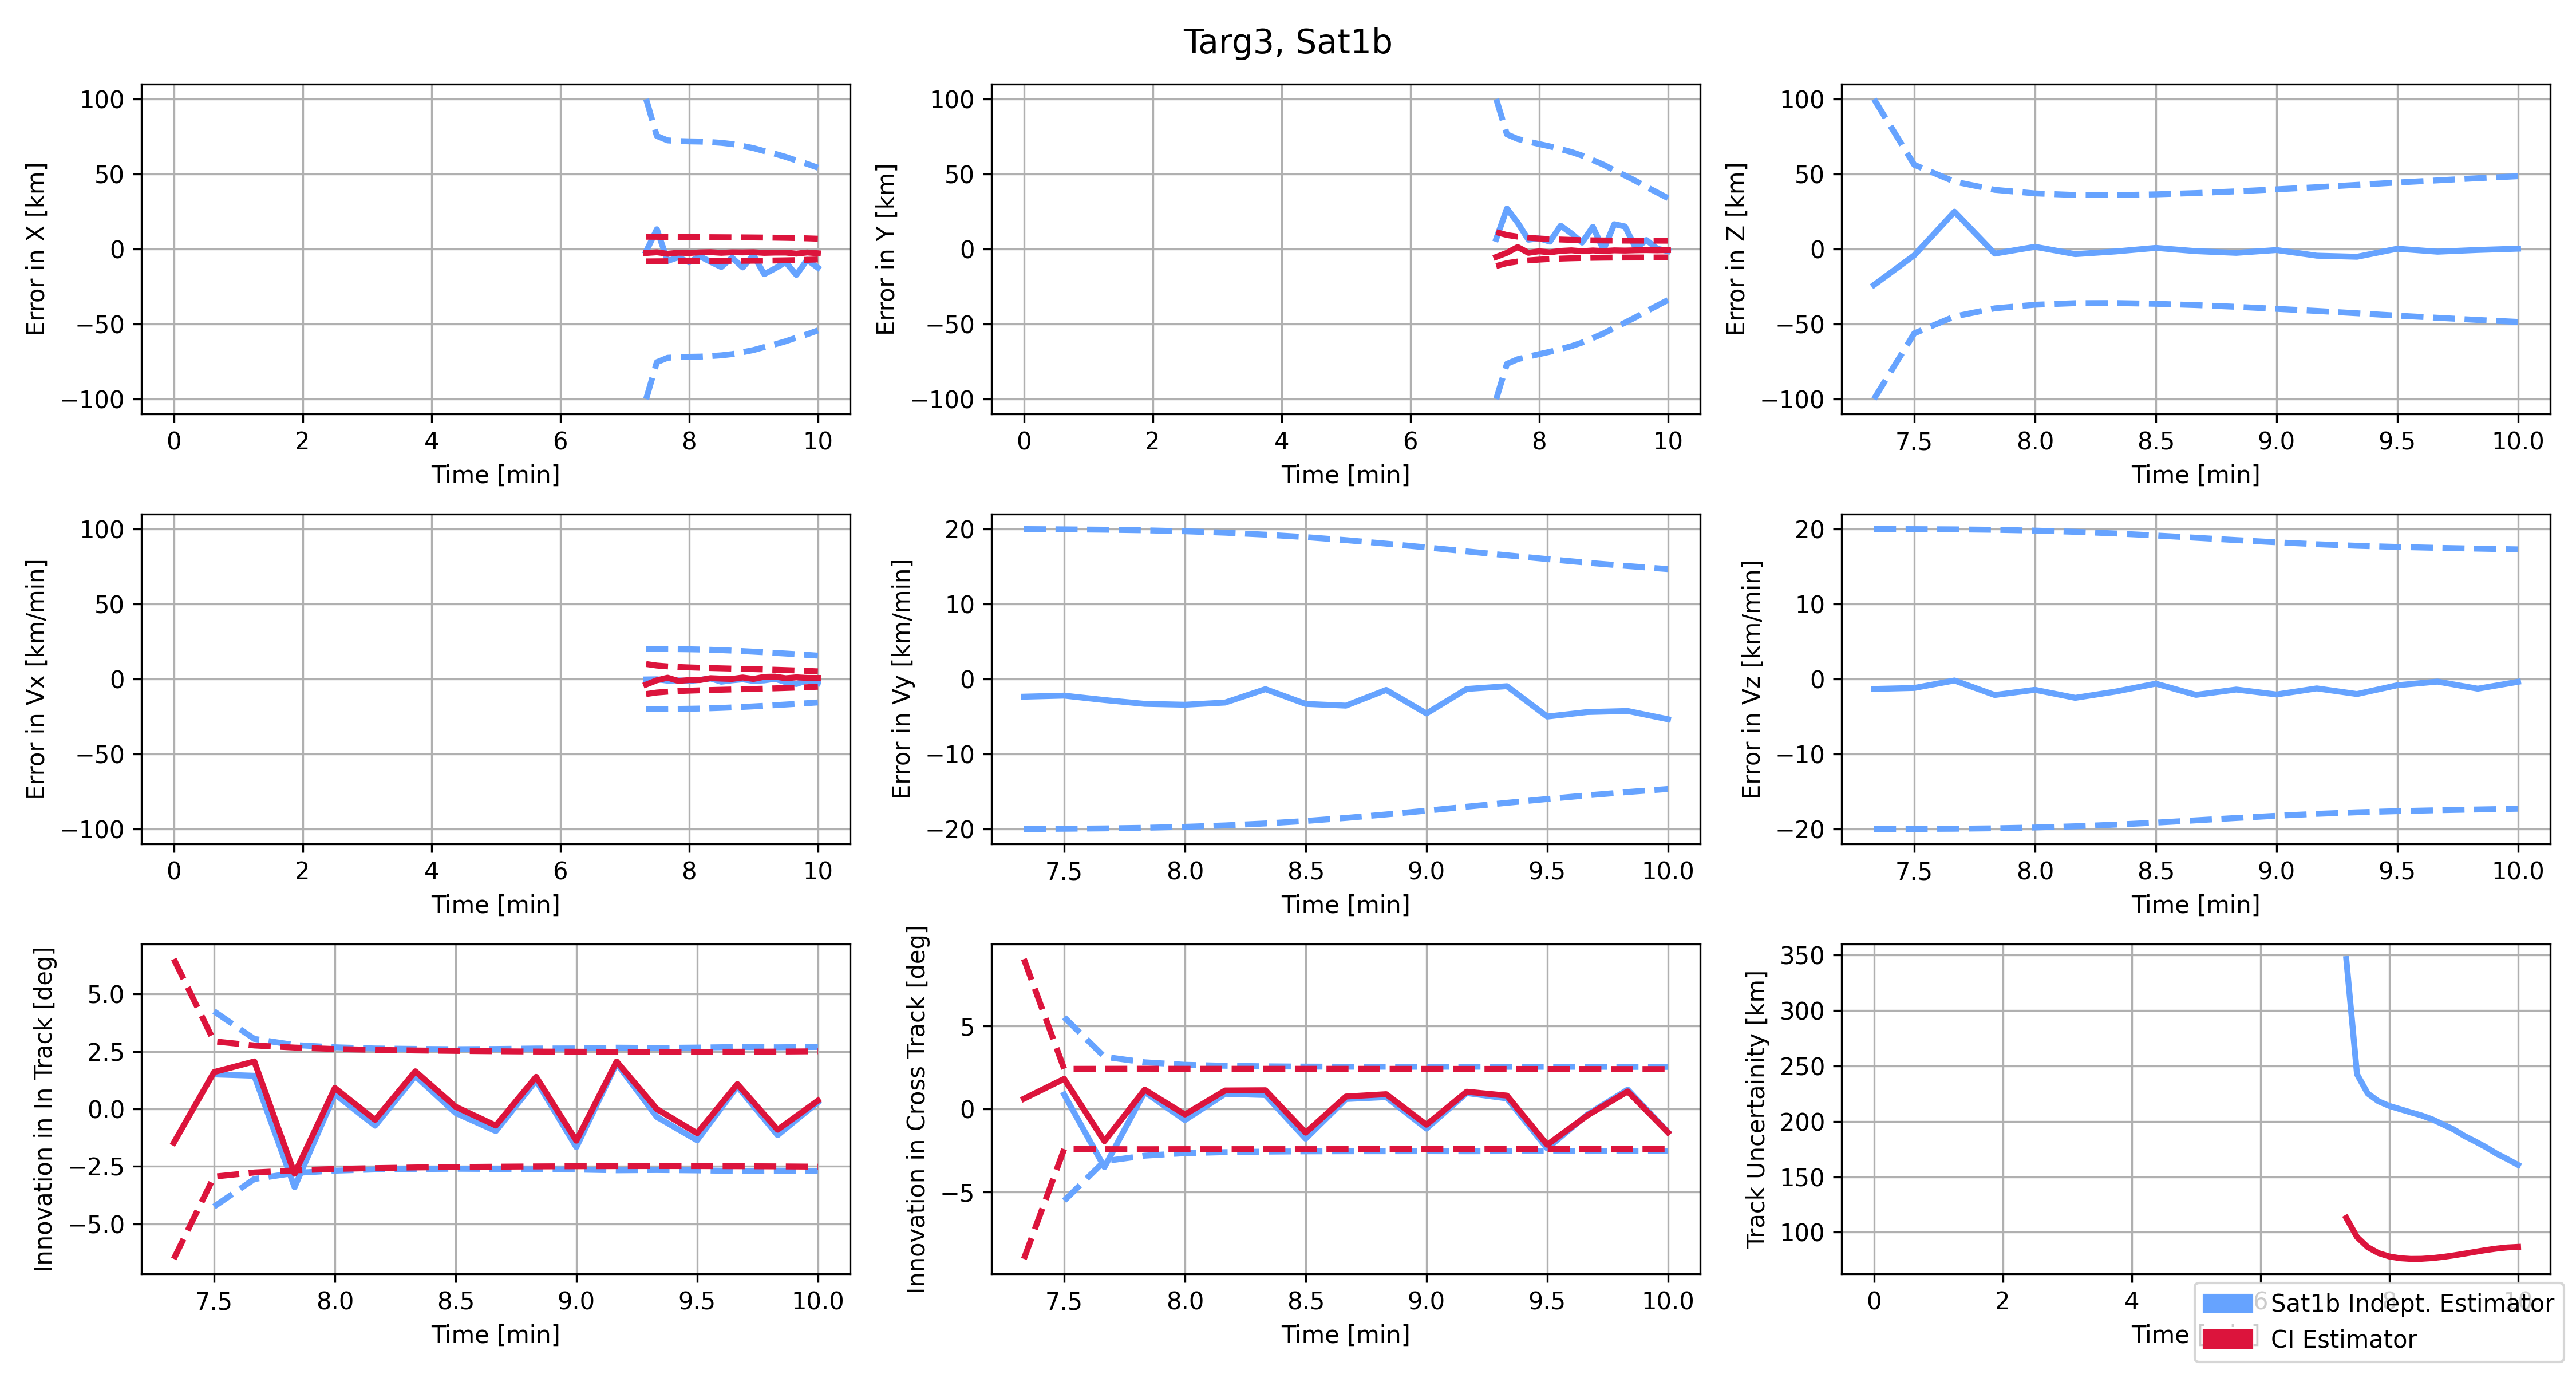 Targ3, Sat1b
Error in X [km]
100
50
0
−50
−100
0 2 4 6 8 10
Time [min]
Error in Y [km]
100
50
0
−50
−100
0 2 4 6 8 10
Time [min]
Error in Z [km]
100
50
0
−50
−100
7.5 8.0 8.5 9.0 9.5 10.0
Time [min]
Error in Vx [km/min]
100
50
0
−50
−100
0 2 4 6 8 10
Time [min]
Error in Vy [km/min]
20
10
0
−10
−20
7.5 8.0 8.5 9.0 9.5 10.0
Time [min]
Error in Vz [km/min]
20
10
0
−10
−20
7.5 8.0 8.5 9.0 9.5 10.0
Time [min]
Innovation in In Track [deg]
5.0
2.5
0.0
−2.5
−5.0
7.5 8.0 8.5 9.0 9.5 10.0
Time [min]
Innovation in Cross Track [deg]
5
0
−5
7.5 8.0 8.5 9.0 9.5 10.0
Time [min]
Track Uncertainity [km]
350
300
250
200
150
100
0 2 4 6 8 10
Time
Sat1b Indept. Estimator
CI Estimator